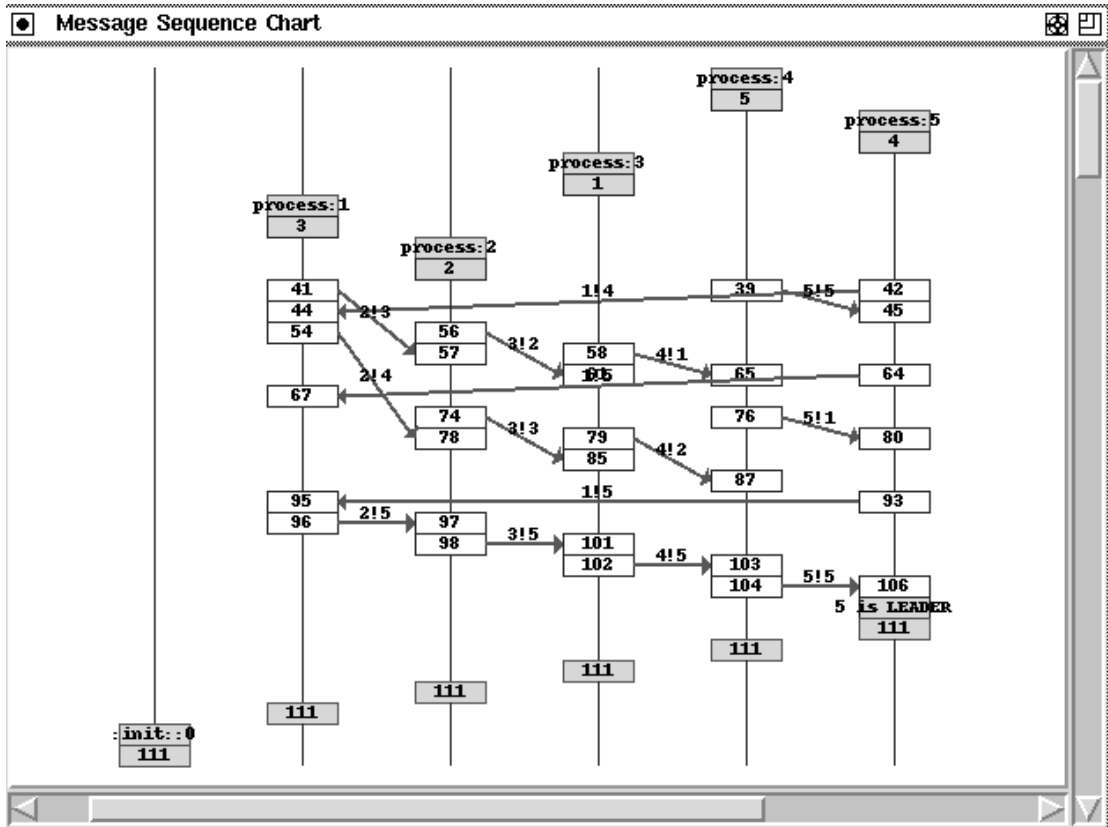 Message Sequence Chart
process:4
5
process:5
4
process:3
1
process:1
3
process:2
2
41 1!4 39 5!5 42
44 2!3 45
54 56 3!2
57 58 4!1
2!4 1!5 65 64
67
74 3!3 76 5!1
78 79 4!2 80
85
87
95 1!5 93
96 2!5 97
98 3!5 101
102 4!5 103
104 5!5 106
5 is LEADER
111
111
111
111
111
:init::0
111